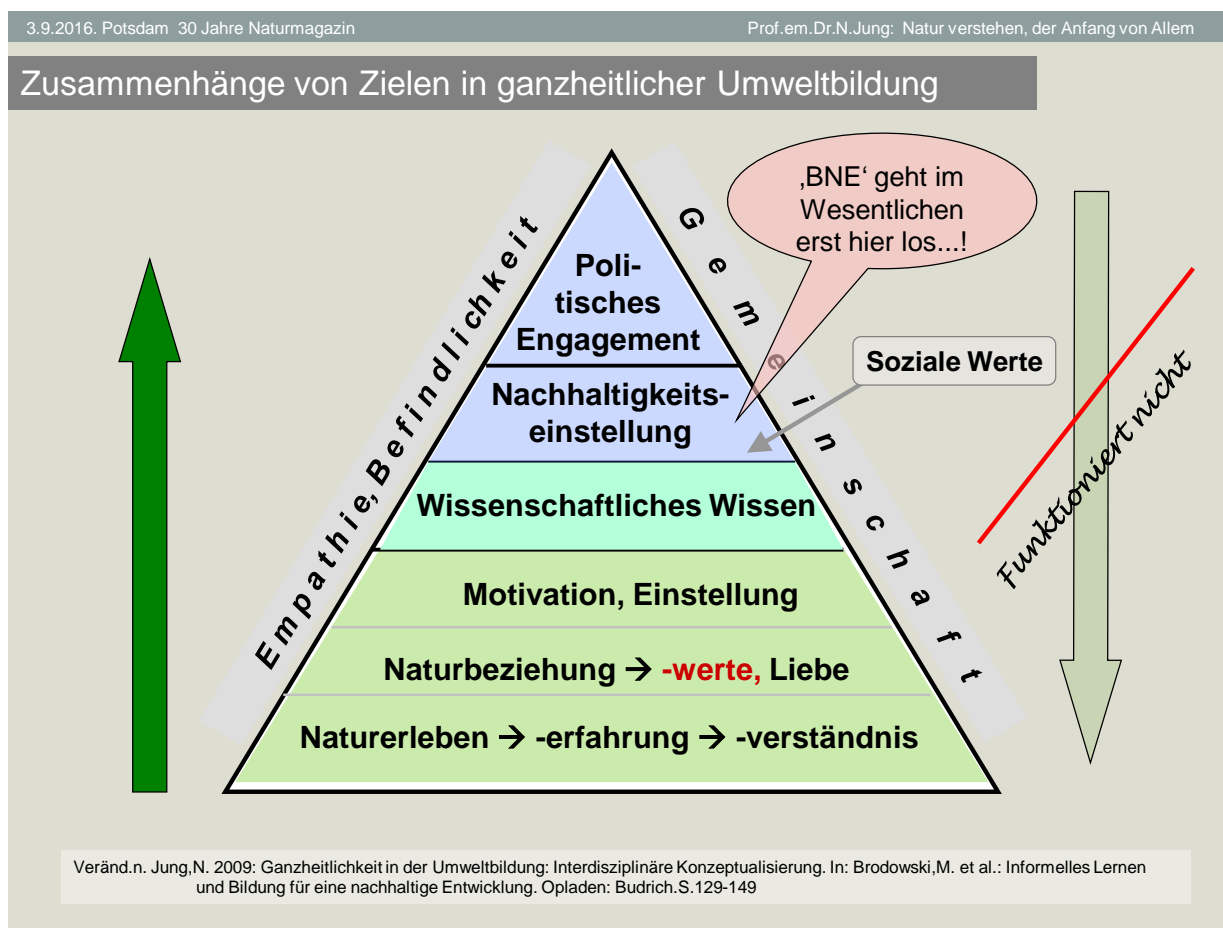 3.9.2016. Potsdam 30 Jahre Naturmagazin
Prof.em.Dr.N.Jung: Natur verstehen, der Anfang von Allem
Zusammenhänge von Zielen in ganzheitlicher Umweltbildung
‚BNE‘ geht im
Wesentlichen
erst hier los...!
Empathie, Befindlichkeit
Gemeinschaft
Poli-
tisches
Engagement
Soziale Werte
Nachhaltigkeits-
einstellung
Wissenschaftliches Wissen
Motivation, Einstellung
Naturbeziehung → -werte, Liebe
Naturerleben → -erfahrung → -verständnis
Funktioniert nicht
Veränd.n. Jung,N. 2009: Ganzheitlichkeit in der Umweltbildung: Interdisziplinäre Konzeptualisierung. In: Brodowski,M. et al.: Informelles Lernen
und Bildung für eine nachhaltige Entwicklung. Opladen: Budrich.S.129-149